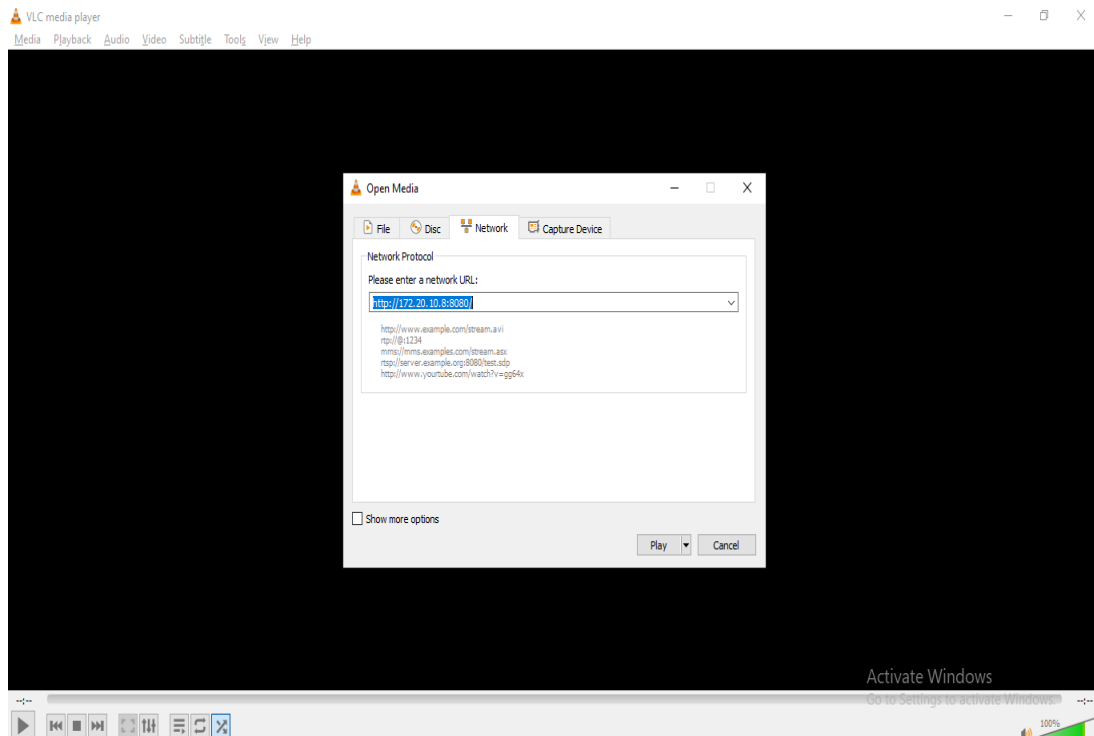 VLC media player
Media Playback Audio Video Subtitle Tools View Help
Open Media
File Disc Network Capture Device
Network Protocol
Please enter a network URL:
http://172.20.10.8:8080/
http://www.example.com/stream.avi
rtp://@:1234
mms://mms.examples.com/stream.asx
rtsp://server.example.org:8080/test.sdp
http://www.yourtube.com/watch?v=gg64x
Show more options
Play Cancel
Activate Windows
Go to Settings to activate Windows.
--:-- --:--
100%